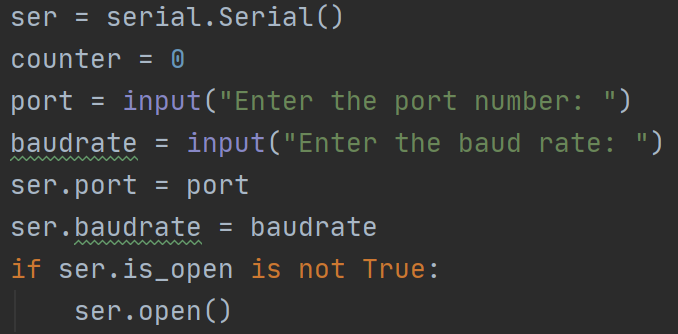 ser = serial.Serial()
counter = 0
port = input("Enter the port number: ")
baudrate = input("Enter the baud rate: ")
ser.port = port
ser.baudrate = baudrate
if ser.is_open is not True:
    ser.open()